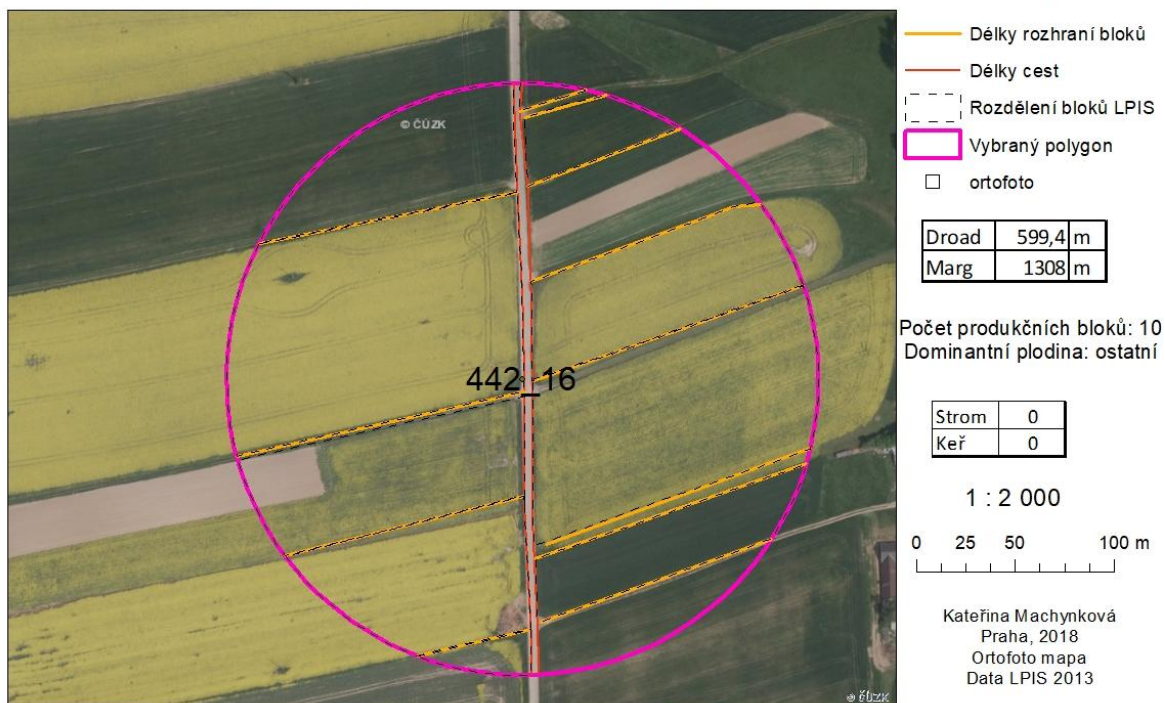 Délky rozhraní bloků
Délky cest
Rozdělení bloků LPIS
Vybraný polygon
ortofoto
Droad 599,4 m
Marg 1308 m
Počet produkčních bloků: 10
Dominantní plodina: ostatní
Strom 0
Keř 0
1 : 2 000
0 25 50 100 m
Kateřina Machynková
Praha, 2018
Ortofoto mapa
Data LPIS 2013
© ČÚZK
442_16
© ČÚZK